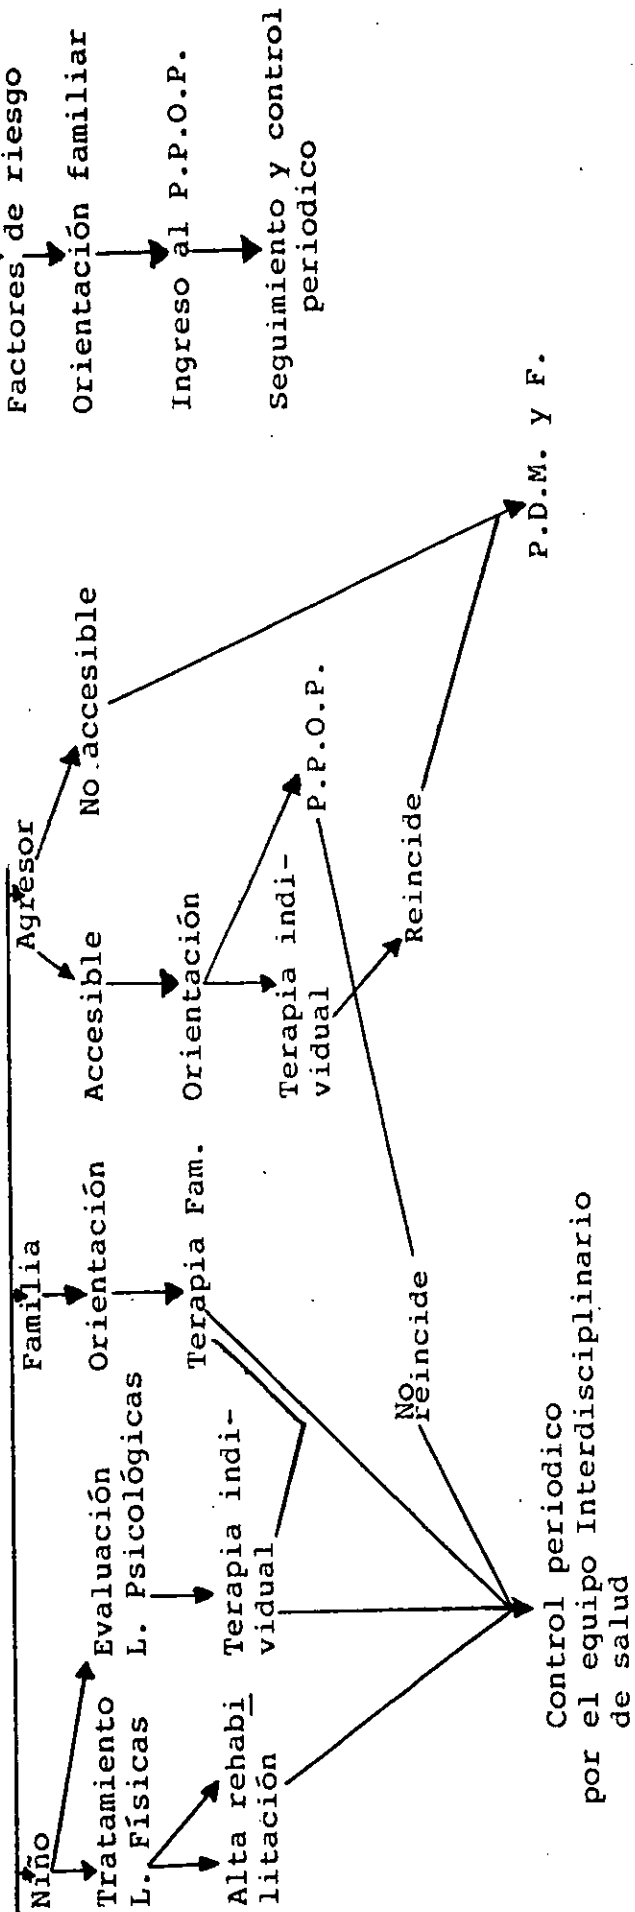 Niño
Familia
Agresor
Factores de riesgo
Tratamiento
L. Físicas
Evaluación
L. Psicológicas
Orientación
Accesible
No accesible
Orientación familiar
Alta rehabi
litación
Terapia indi-
vidual
Terapia Fam.
Orientación
Ingreso al P.P.O.P.
Terapia indi-
vidual
P.P.O.P.
Seguimiento y control
periodico
No
reincide
Reincide
P.D.M. y F.
Control periodico
por el equipo Interdisciplinario
de salud